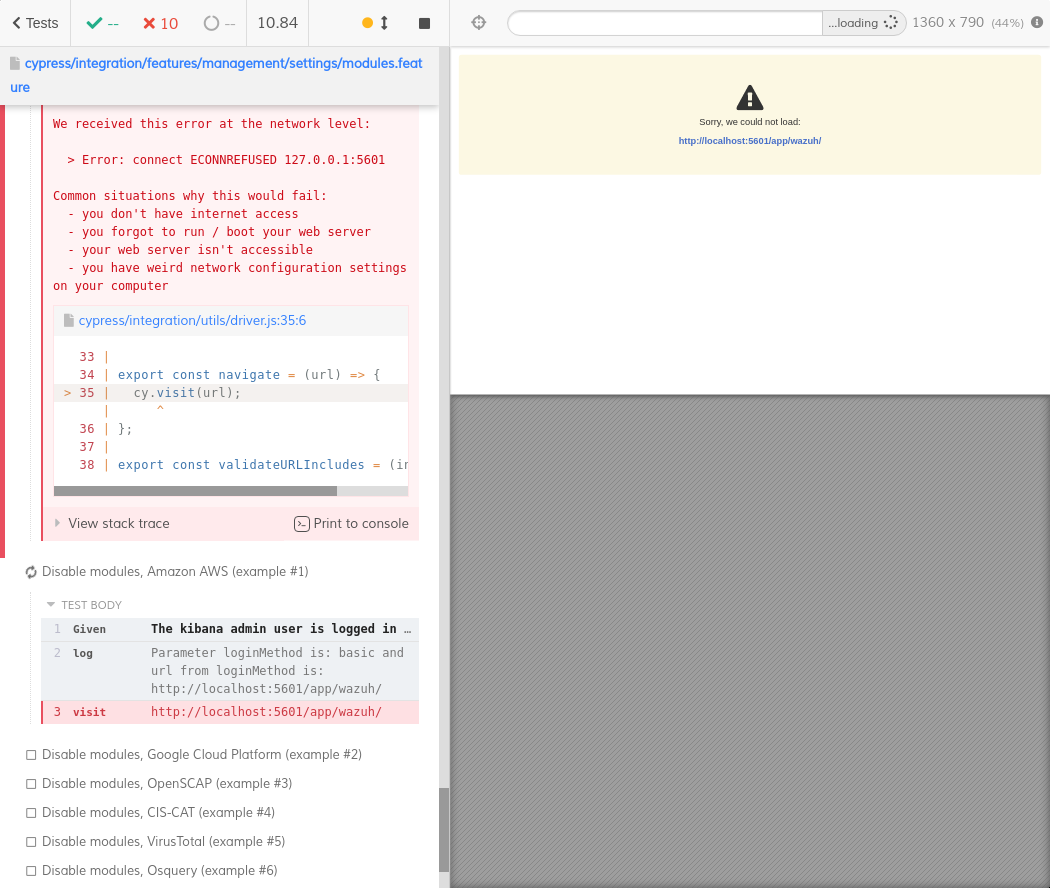 Tests
--
10
--
10.84
...loading
1360 x 790 (44%)
cypress/integration/features/management/settings/modules.feat
ure
We received this error at the network level:
> Error: connect ECONNREFUSED 127.0.0.1:5601
Common situations why this would fail:
- you don't have internet access
- you forgot to run / boot your web server
- your web server isn't accessible
- you have weird network configuration settings
on your computer
cypress/integration/utils/driver.js:35:6
33 |
34 | export const navigate = (url) => {
> 35 | cy.visit(url);
| ^
36 | };
37 |
38 | export const validateURLIncludes = (in
View stack trace
Print to console
Disable modules, Amazon AWS (example #1)
TEST BODY
1 Given The kibana admin user is logged in …
2 log Parameter loginMethod is: basic and
url from loginMethod is:
http://localhost:5601/app/wazuh/
3 visit http://localhost:5601/app/wazuh/
Disable modules, Google Cloud Platform (example #2)
Disable modules, OpenSCAP (example #3)
Disable modules, CIS-CAT (example #4)
Disable modules, VirusTotal (example #5)
Disable modules, Osquery (example #6)
Sorry, we could not load:
http://localhost:5601/app/wazuh/